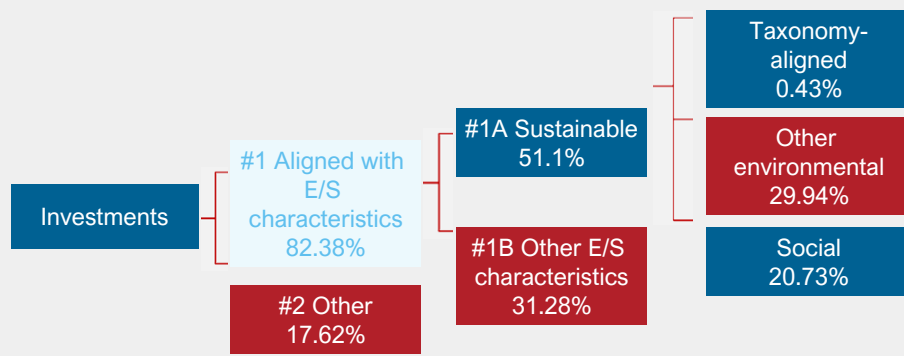 Investments
#1 Aligned with
E/S
characteristics
82.38%
#2 Other
17.62%
#1A Sustainable
51.1%
#1B Other E/S
characteristics
31.28%
Taxonomy-
aligned
0.43%
Other
environmental
29.94%
Social
20.73%